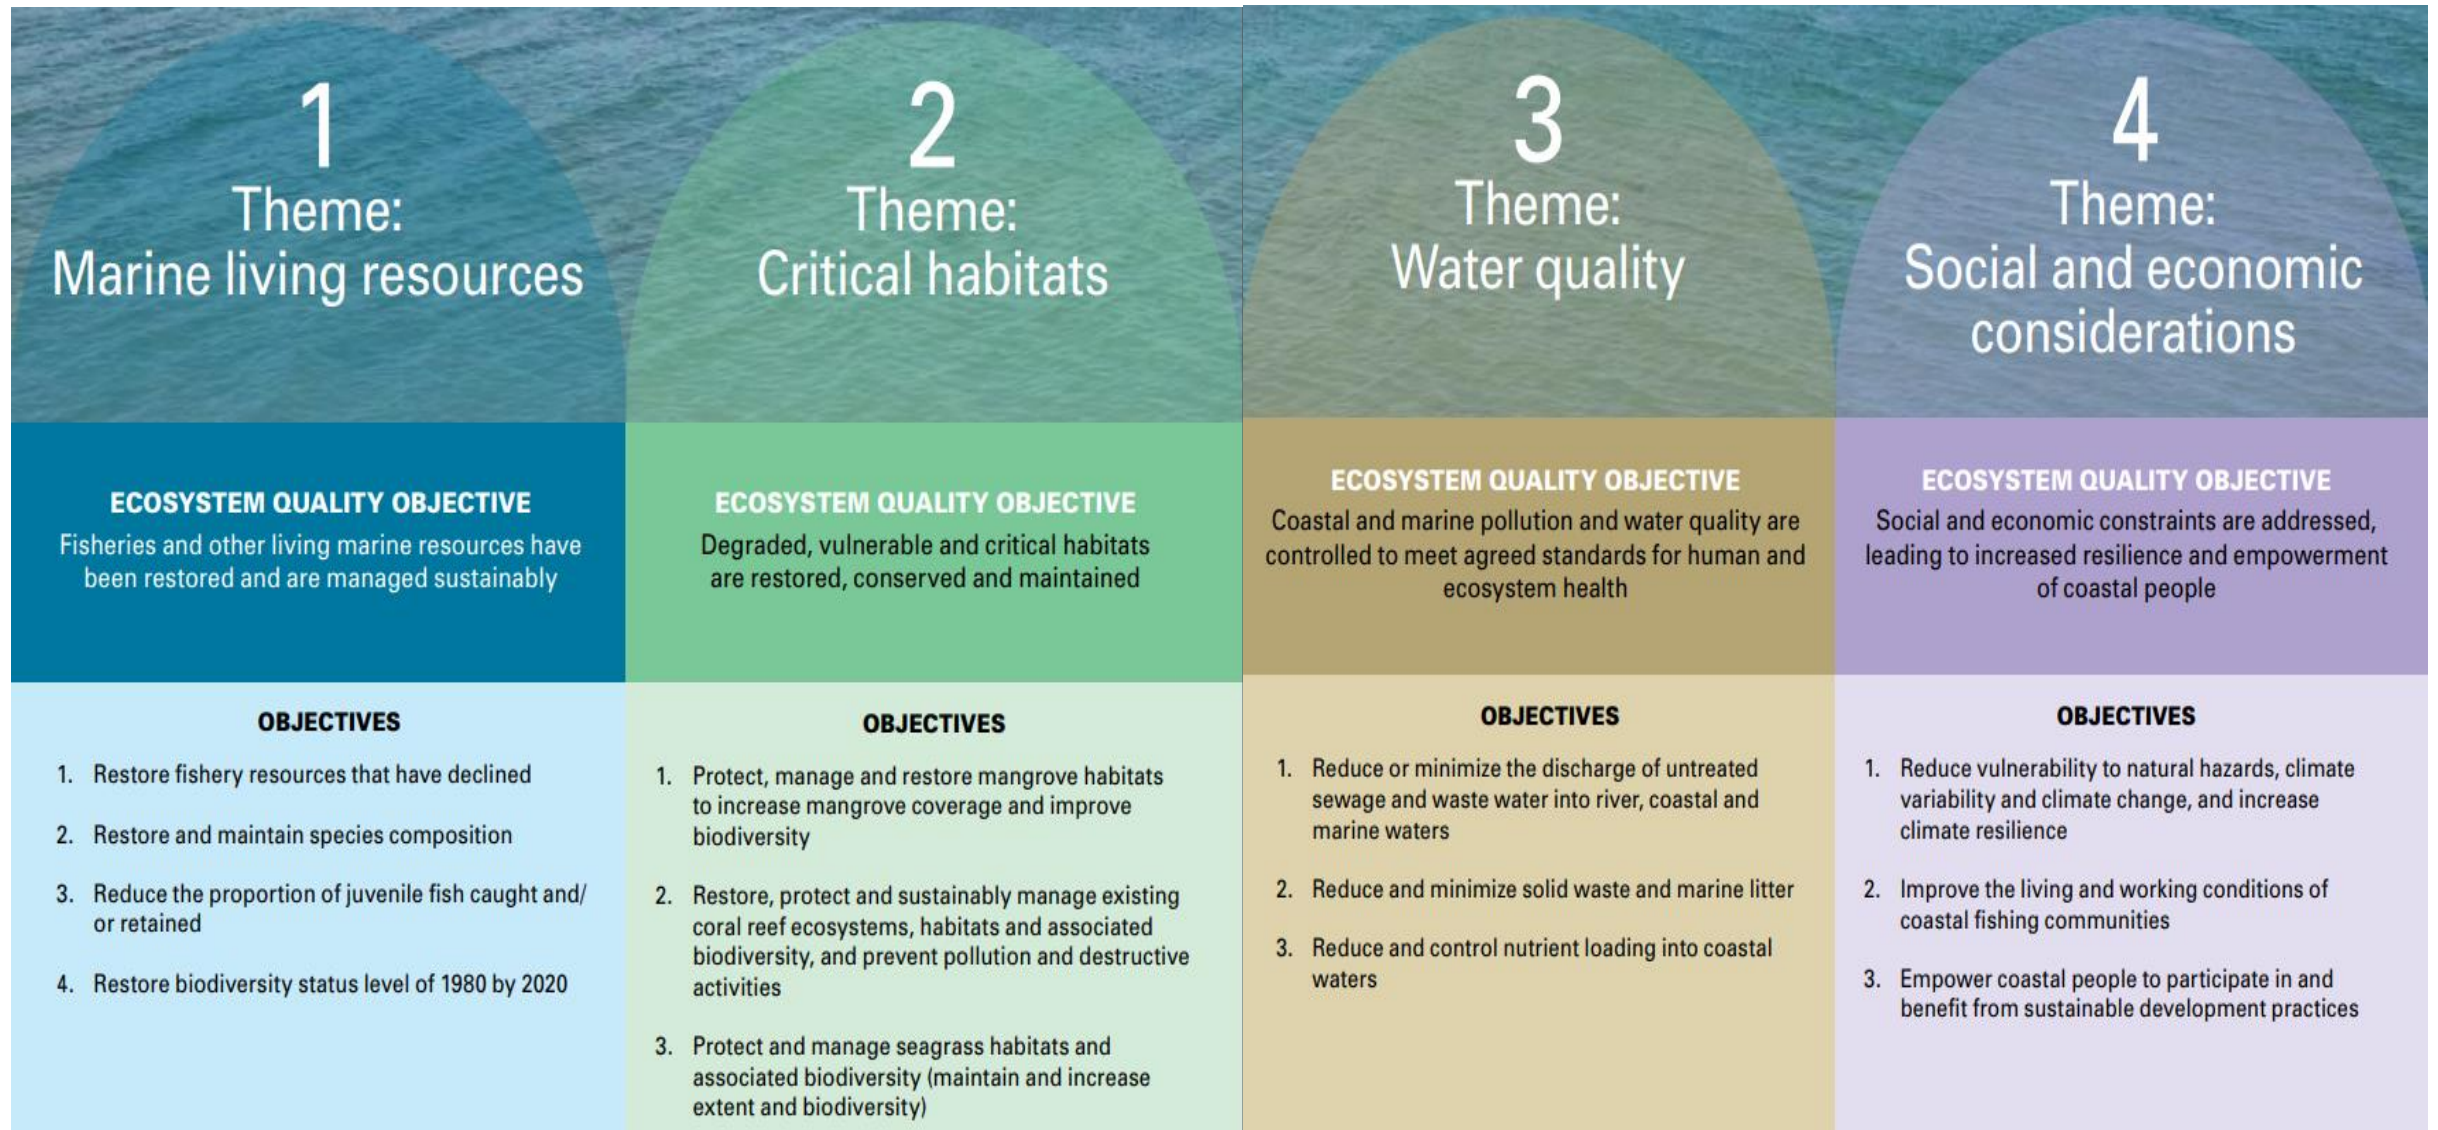 1
Theme:
Marine living resources
ECOSYSTEM QUALITY OBJECTIVE
Fisheries and other living marine resources have
been restored and are managed sustainably
OBJECTIVES
1. Restore fishery resources that have declined
2. Restore and maintain species composition
3. Reduce the proportion of juvenile fish caught and/
or retained
4. Restore biodiversity status level of 1980 by 2020
2
Theme:
Critical habitats
ECOSYSTEM QUALITY OBJECTIVE
Degraded, vulnerable and critical habitats
are restored, conserved and maintained
OBJECTIVES
1. Protect, manage and restore mangrove habitats
to increase mangrove coverage and improve
biodiversity
2. Restore, protect and sustainably manage existing
coral reef ecosystems, habitats and associated
biodiversity, and prevent pollution and destructive
activities
3. Protect and manage seagrass habitats and
associated biodiversity (maintain and increase
extent and biodiversity)
3
Theme:
Water quality
ECOSYSTEM QUALITY OBJECTIVE
Coastal and marine pollution and water quality are
controlled to meet agreed standards for human and
ecosystem health
OBJECTIVES
1. Reduce or minimize the discharge of untreated
sewage and waste water into river, coastal and
marine waters
2. Reduce and minimize solid waste and marine litter
3. Reduce and control nutrient loading into coastal
waters
4
Theme:
Social and economic
considerations
ECOSYSTEM QUALITY OBJECTIVE
Social and economic constraints are addressed,
leading to increased resilience and empowerment
of coastal people
OBJECTIVES
1. Reduce vulnerability to natural hazards, climate
variability and climate change, and increase
climate resilience
2. Improve the living and working conditions of
coastal fishing communities
3. Empower coastal people to participate in and
benefit from sustainable development practices